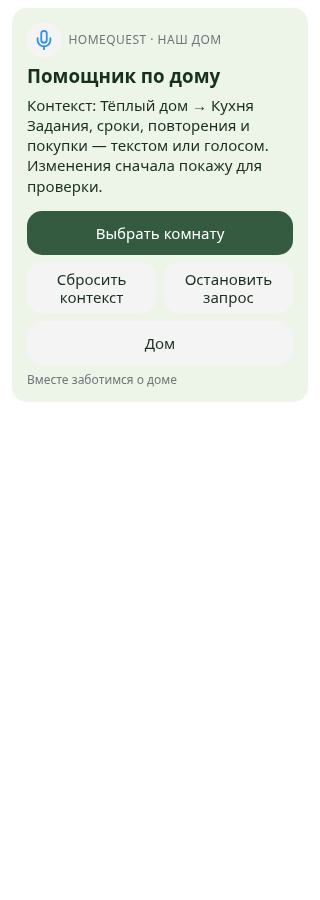 HOMEQUEST · НАШ ДОМ
Помощник по дому
Контекст: Тёплый дом → Кухня
Задания, сроки, повторения и
покупки — текстом или голосом.
Изменения сначала покажу для
проверки.
Выбрать комнату
Сбросить
контекст
Остановить
запрос
Дом
Вместе заботимся о доме